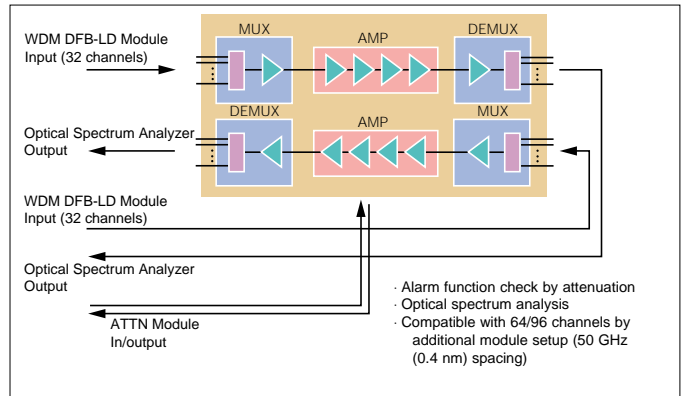 MUX
AMP
DEMUX
WDM DFB-LD Module
Input (32 channels)
DEMUX
AMP
MUX
Optical Spectrum Analyzer
Output
WDM DFB-LD Module
Input (32 channels)
Optical Spectrum Analyzer
Output
ATTN Module
In/output
· Alarm function check by attenuation
· Optical spectrum analysis
· Compatible with 64/96 channels by
additional module setup (50 GHz
(0.4 nm) spacing)